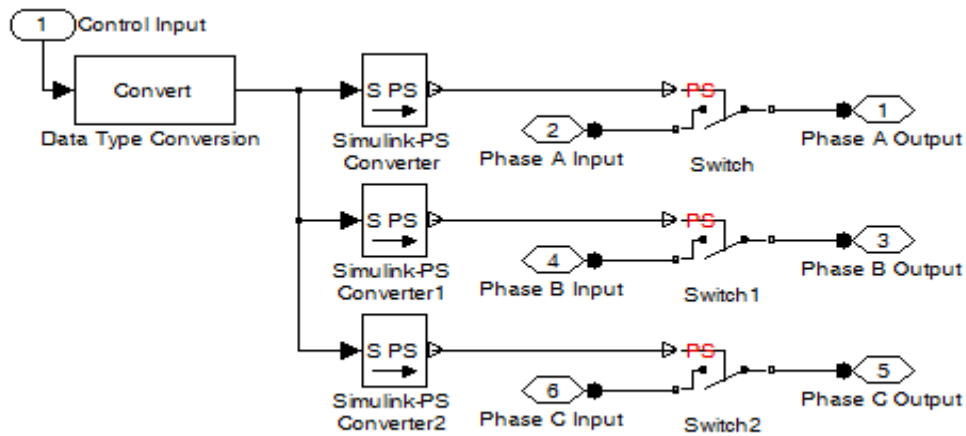 1
Control Input
Convert
Data Type Conversion
S PS
Simulink-PS
Converter
PS
2
Phase A Input
Switch
1
Phase A Output
S PS
Simulink-PS
Converter1
PS
4
Phase B Input
Switch1
3
Phase B Output
S PS
Simulink-PS
Converter2
PS
6
Phase C Input
Switch2
5
Phase C Output